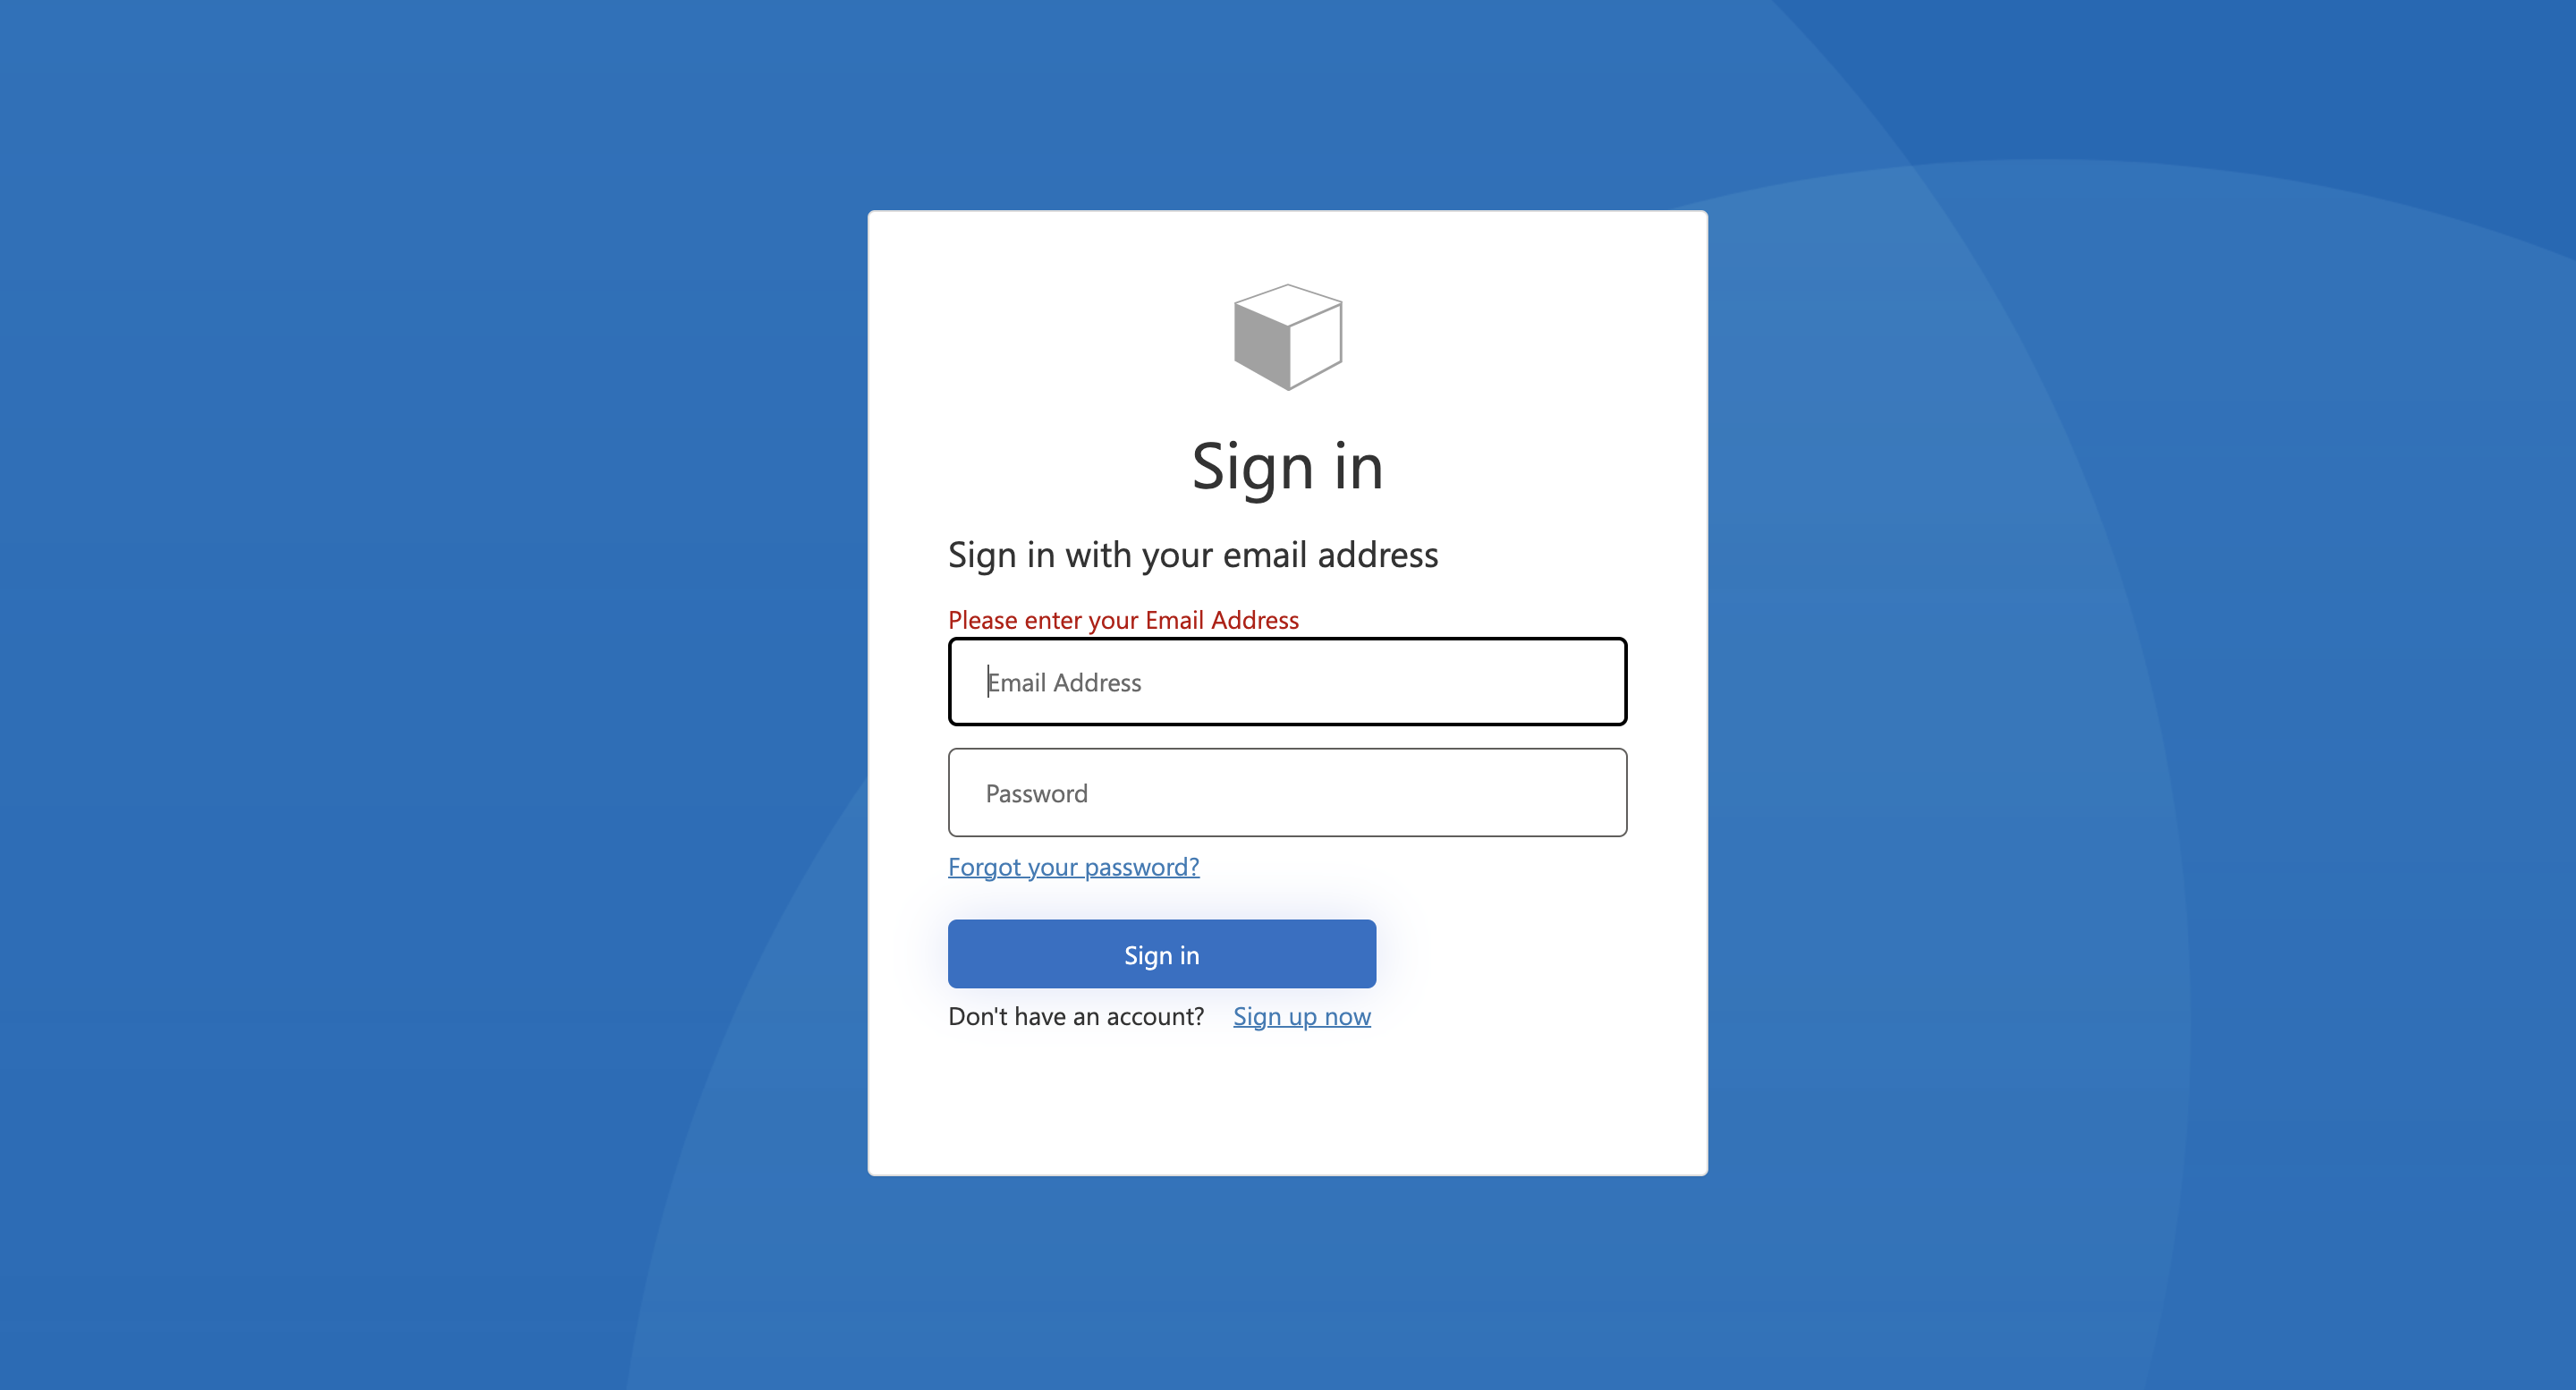 Sign in
Sign in with your email address
Please enter your Email Address
Email Address
Password
Forgot your password?
Sign in
Don't have an account? Sign up now